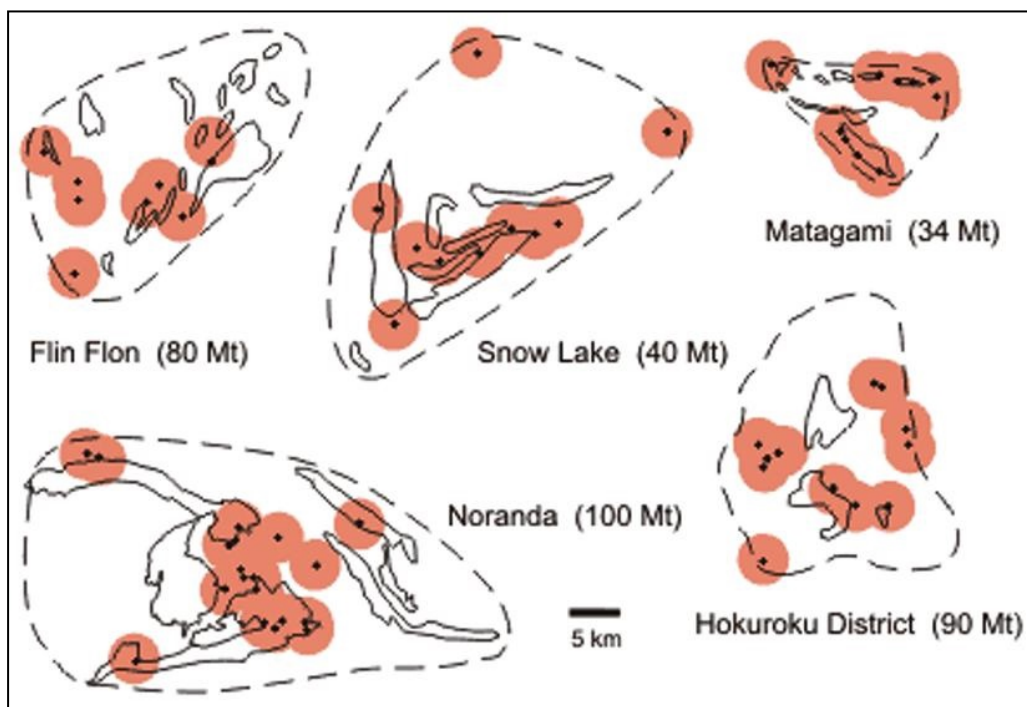 Matagami (34 Mt)
Flin Flon (80 Mt)
Snow Lake (40 Mt)
Noranda (100 Mt)
5 km
Hokuroku District (90 Mt)